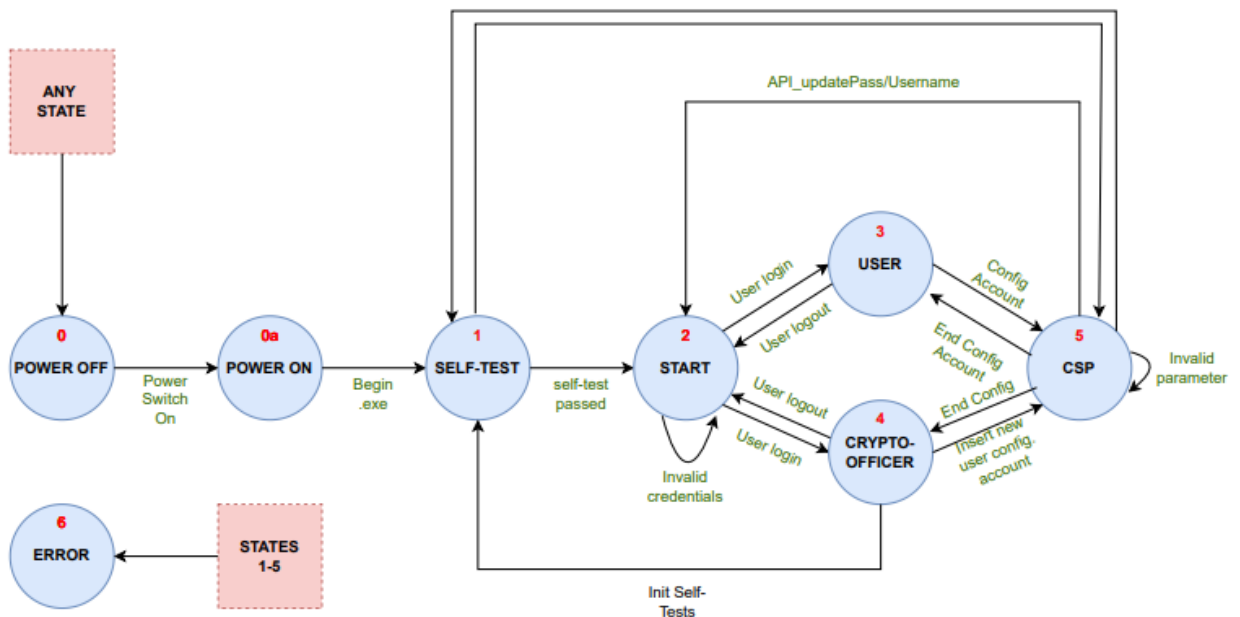 ANY
STATE
API_updatePass/Username
3
USER
User login
User logout
Config
Account
End Config
Account
0
POWER OFF
Power
Switch
On
0a
POWER ON
Begin
.exe
1
SELF-TEST
self-test
passed
2
START
5
CSP
Invalid
parameter
User logout
User login
4
CRYPTO-
OFFICER
End Config
Insert new
user config.
account
Invalid
credentials
6
ERROR
STATES
1-5
Init Self-
Tests